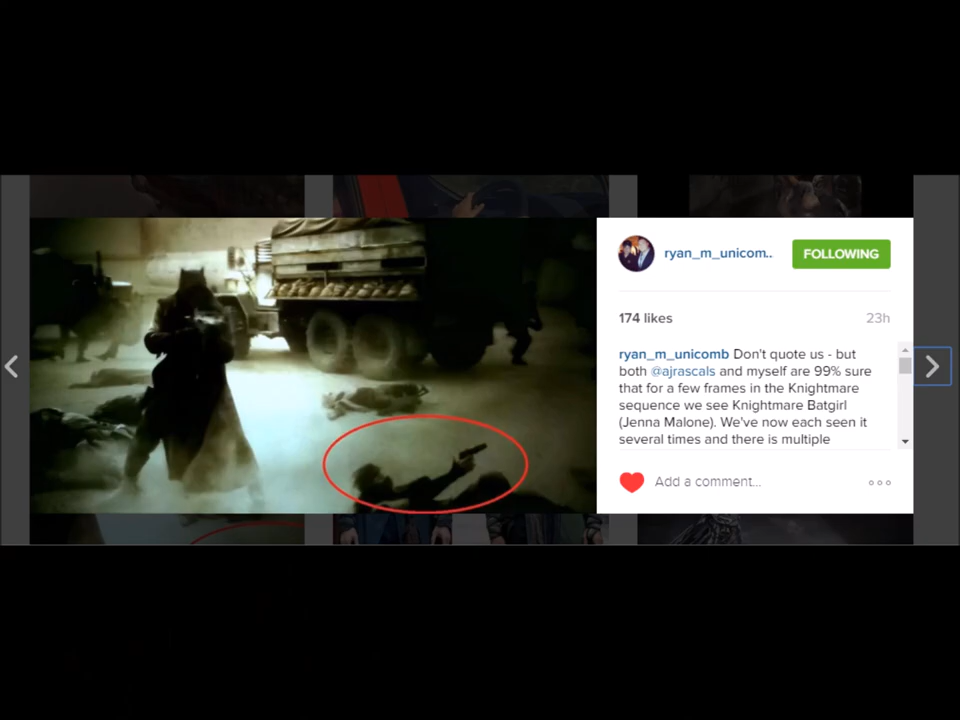 ryan_m_unicom..
FOLLOWING
174 likes
23h
ryan_m_unicomb Don't quote us - but
both @ajrascals and myself are 99% sure
that for a few frames in the Knightmare
sequence we see Knightmare Batgirl
(Jenna Malone). We've now each seen it
several times and there is multiple
Add a comment...